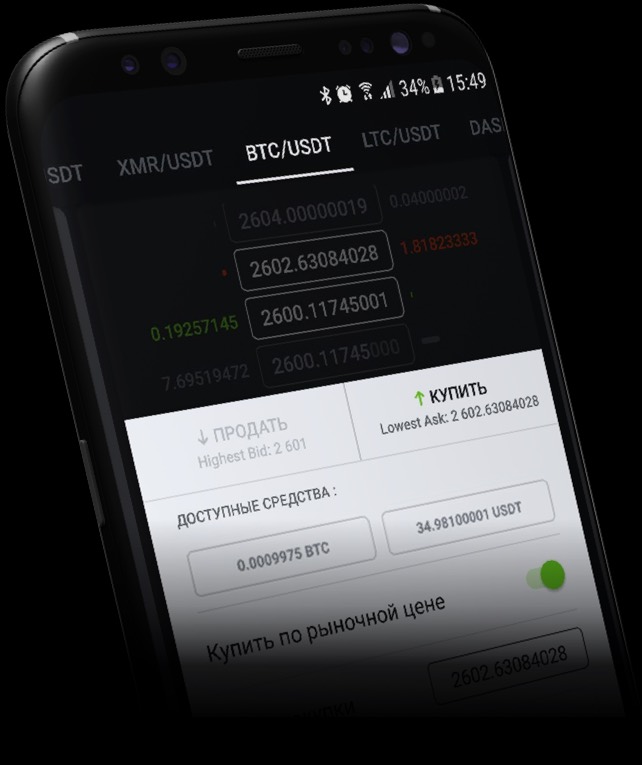 34% 15:49
SDT XMR/USDT BTC/USDT LTC/USDT DAS
2604.00000019 0.04000002
2602.63084028 1.81823333
0.19257145 2600.11745001
7.69519472 2600.11745000
↓ ПРОДАТЬ
Highest Bid: 2 601
↑ КУПИТЬ
Lowest Ask: 2 602.63084028
ДОСТУПНЫЕ СРЕДСТВА :
0.0009975 BTC 34.98100001 USDT
Купить по рыночной цене
2602.63084028